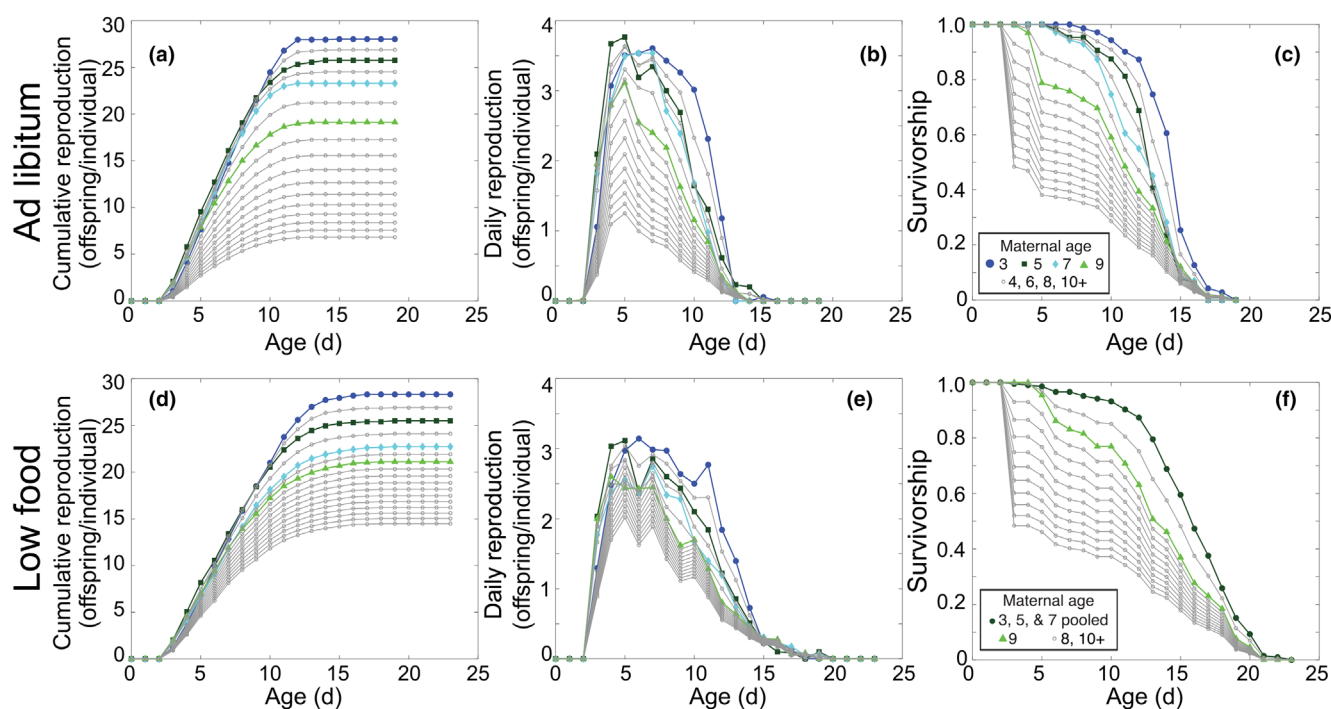 Ad libitum
Cumulative reproduction
(offspring/individual)
30
25
20
15
10
5
0
(a)
0 5 10 15 20 25
Age (d)
Daily reproduction
(offspring/individual)
4
3
2
1
0
(b)
0 5 10 15 20 25
Age (d)
Survivorship
1.0
0.8
0.6
0.4
0.2
0
(c)
Maternal age
3 5 7 9
4, 6, 8, 10+
0 5 10 15 20 25
Age (d)
Low food
Cumulative reproduction
(offspring/individual)
30
25
20
15
10
5
0
(d)
0 5 10 15 20 25
Age (d)
Daily reproduction
(offspring/individual)
4
3
2
1
0
(e)
0 5 10 15 20 25
Age (d)
Survivorship
1.0
0.8
0.6
0.4
0.2
0
(f)
Maternal age
3, 5, & 7 pooled
9 8, 10+
0 5 10 15 20 25
Age (d)